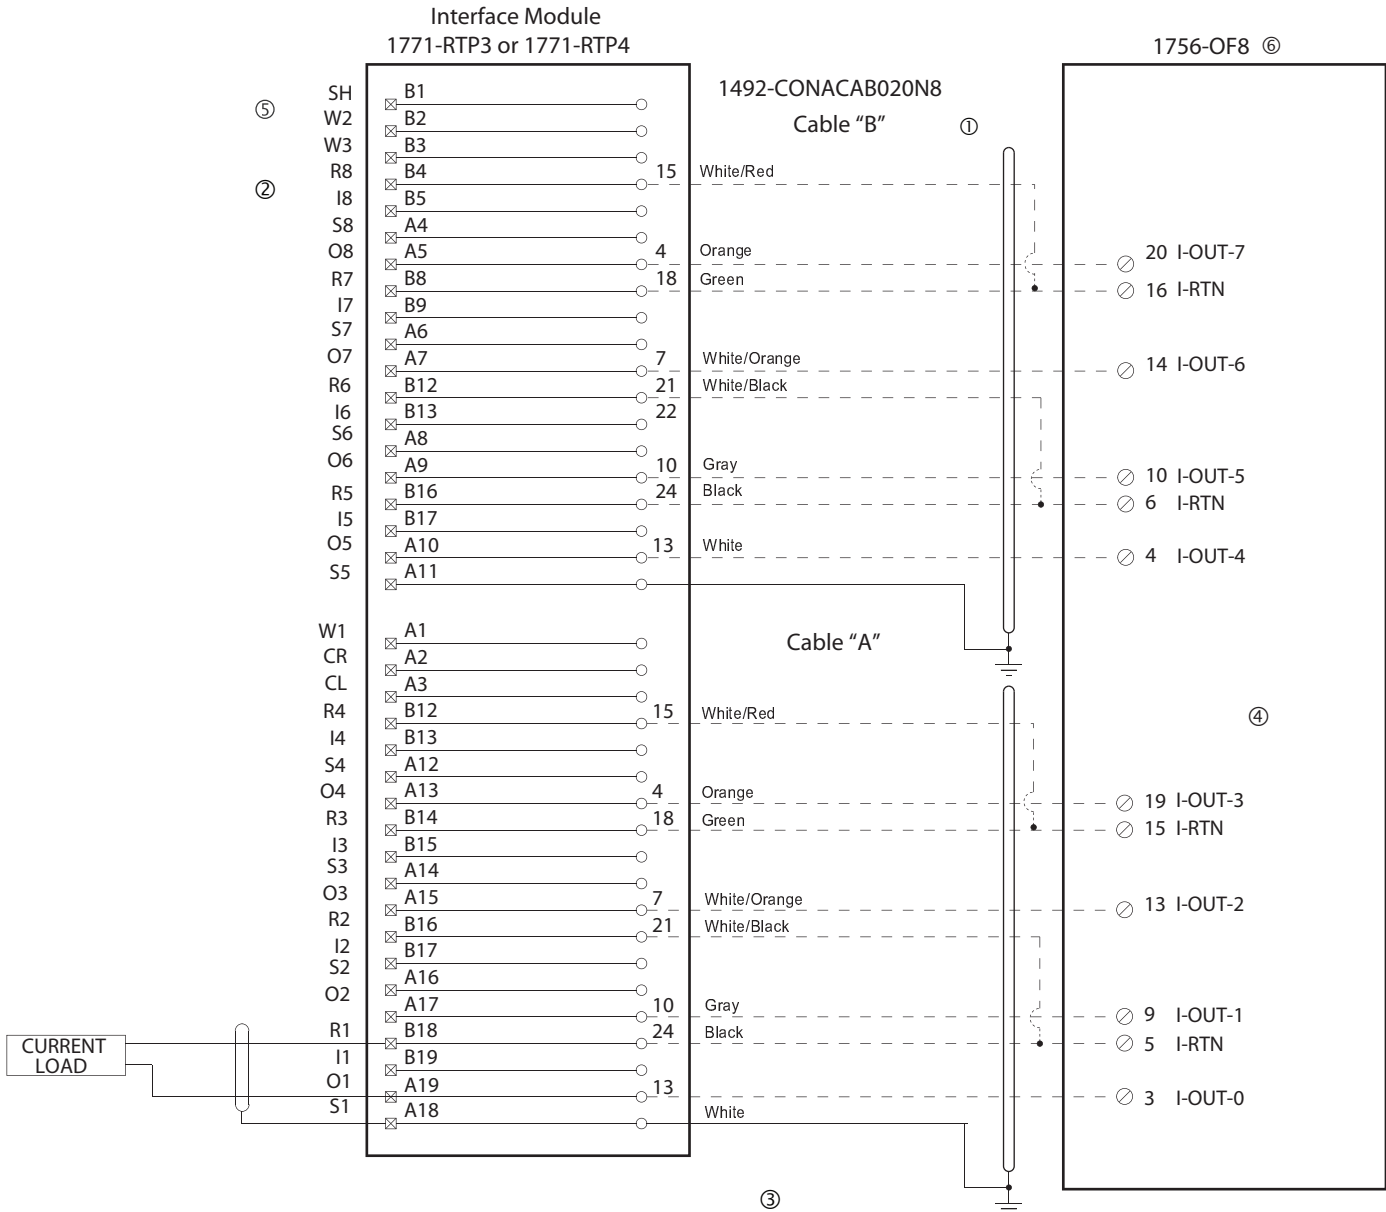 Interface Module
1771-RTP3 or 1771-RTP4
1756-OF8 ⑥
1492-CONACAB020N8
Cable “B” ①
⑤
②
SH B1
W2 B2
W3 B3
R8 B4 15 White/Red
I8 B5
S8 A4
O8 A5 4 Orange 20 I-OUT-7
R7 B8 18 Green 16 I-RTN
I7 B9
S7 A6
O7 A7 7 White/Orange 14 I-OUT-6
R6 B12 21 White/Black
I6 B13 22
S6 A8
O6 A9 10 Gray 10 I-OUT-5
R5 B16 24 Black 6 I-RTN
I5 B17
O5 A10 13 White 4 I-OUT-4
S5 A11
Cable “A”
W1 A1
CR A2
CL A3
R4 B12 15 White/Red
④
I4 B13
S4 A12
O4 A13 4 Orange 19 I-OUT-3
R3 B14 18 Green 15 I-RTN
I3 B15
S3 A14
O3 A15 7 White/Orange 13 I-OUT-2
R2 B16 21 White/Black
I2 B17
S2 A16
O2 A17 10 Gray 9 I-OUT-1
R1 B18 24 Black 5 I-RTN
CURRENT
LOAD
I1 B19
O1 A19 13 3 I-OUT-0
S1 A18 White
③